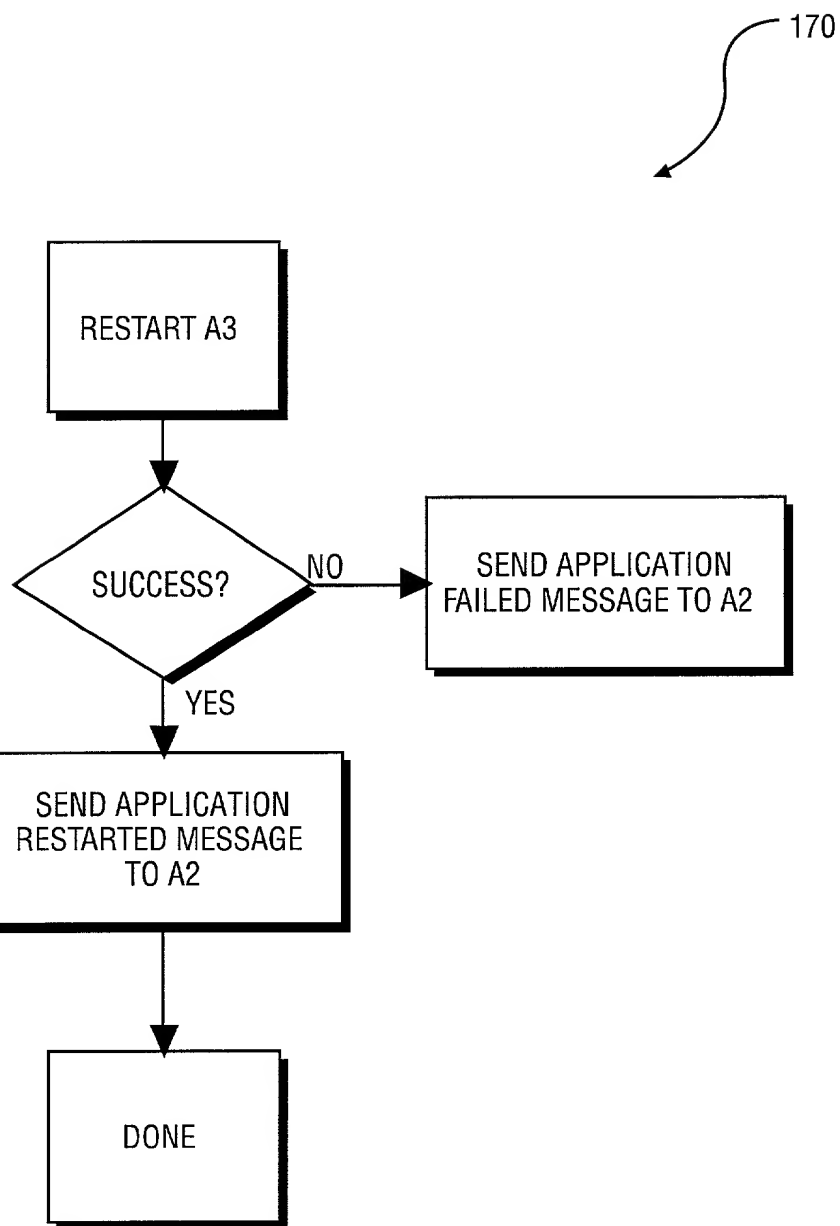 170
RESTART A3
SUCCESS?
NO
SEND APPLICATION
FAILED MESSAGE TO A2
YES
SEND APPLICATION
RESTARTED MESSAGE
TO A2
DONE